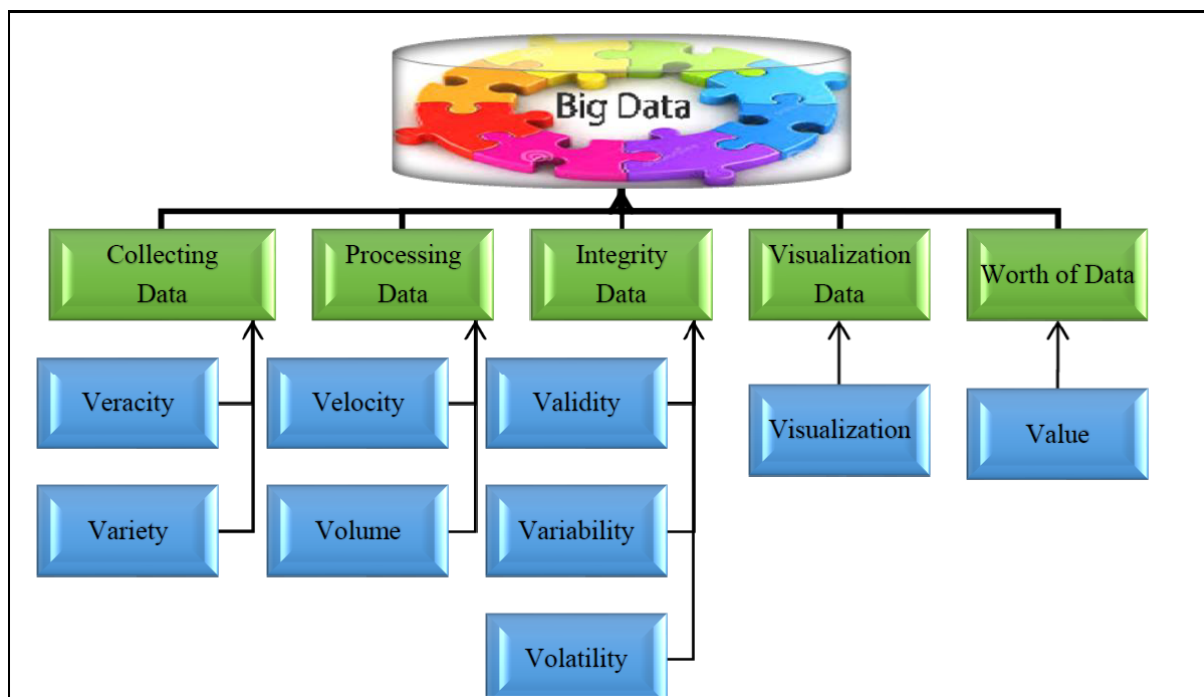 Big Data
Collecting
Data
Processing
Data
Integrity
Data
Visualization
Data
Worth of Data
Veracity
Velocity
Validity
Visualization
Value
Variety
Volume
Variability
Volatility